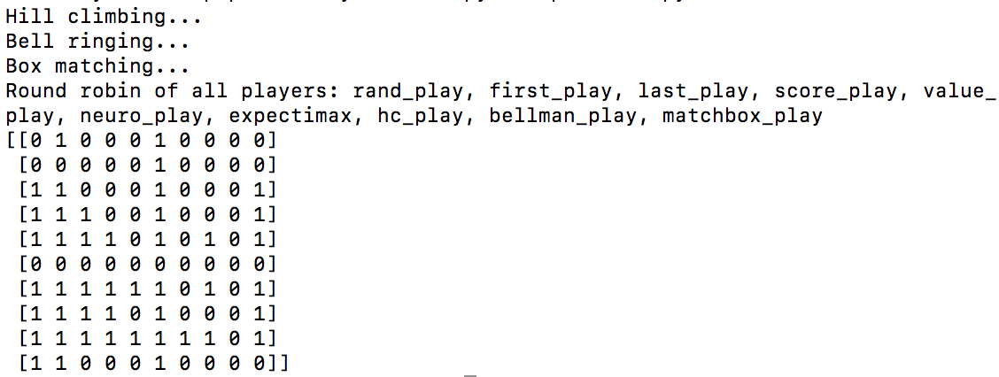 Hill climbing...
Bell ringing...
Box matching...
Round robin of all players: rand_play, first_play, last_play, score_play, value_
play, neuro_play, expectimax, hc_play, bellman_play, matchbox_play
[[0 1 0 0 0 1 0 0 0 0]
 [0 0 0 0 0 1 0 0 0 0]
 [1 1 0 0 0 1 0 0 0 1]
 [1 1 1 0 0 1 0 0 0 1]
 [1 1 1 1 0 1 0 1 0 1]
 [0 0 0 0 0 0 0 0 0 0]
 [1 1 1 1 1 1 0 1 0 1]
 [1 1 1 1 0 1 0 0 0 1]
 [1 1 1 1 1 1 1 1 0 1]
 [1 1 0 0 0 1 0 0 0 0]]